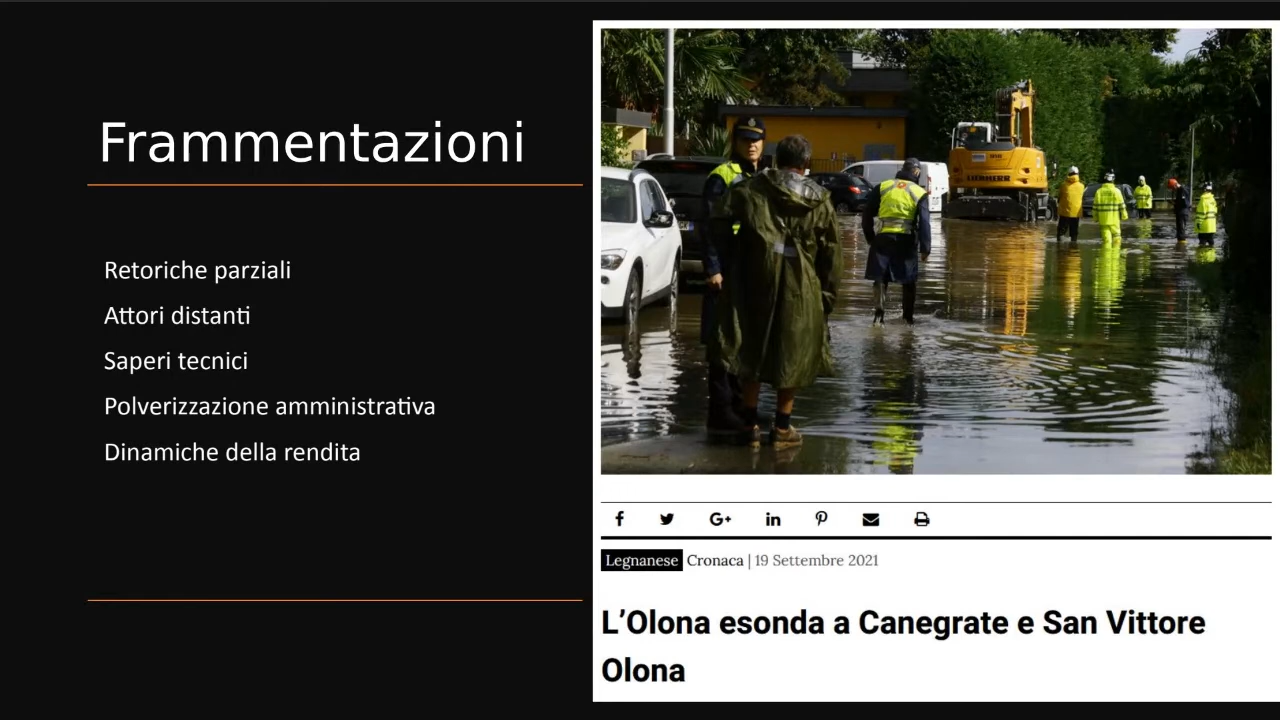 Frammentazioni
Retoriche parziali
Attori distanti
Saperi tecnici
Polverizzazione amministrativa
Dinamiche della rendita
LIEBHERR
Legnanese Cronaca | 19 Settembre 2021
L’Olona esonda a Canegrate e San Vittore
Olona